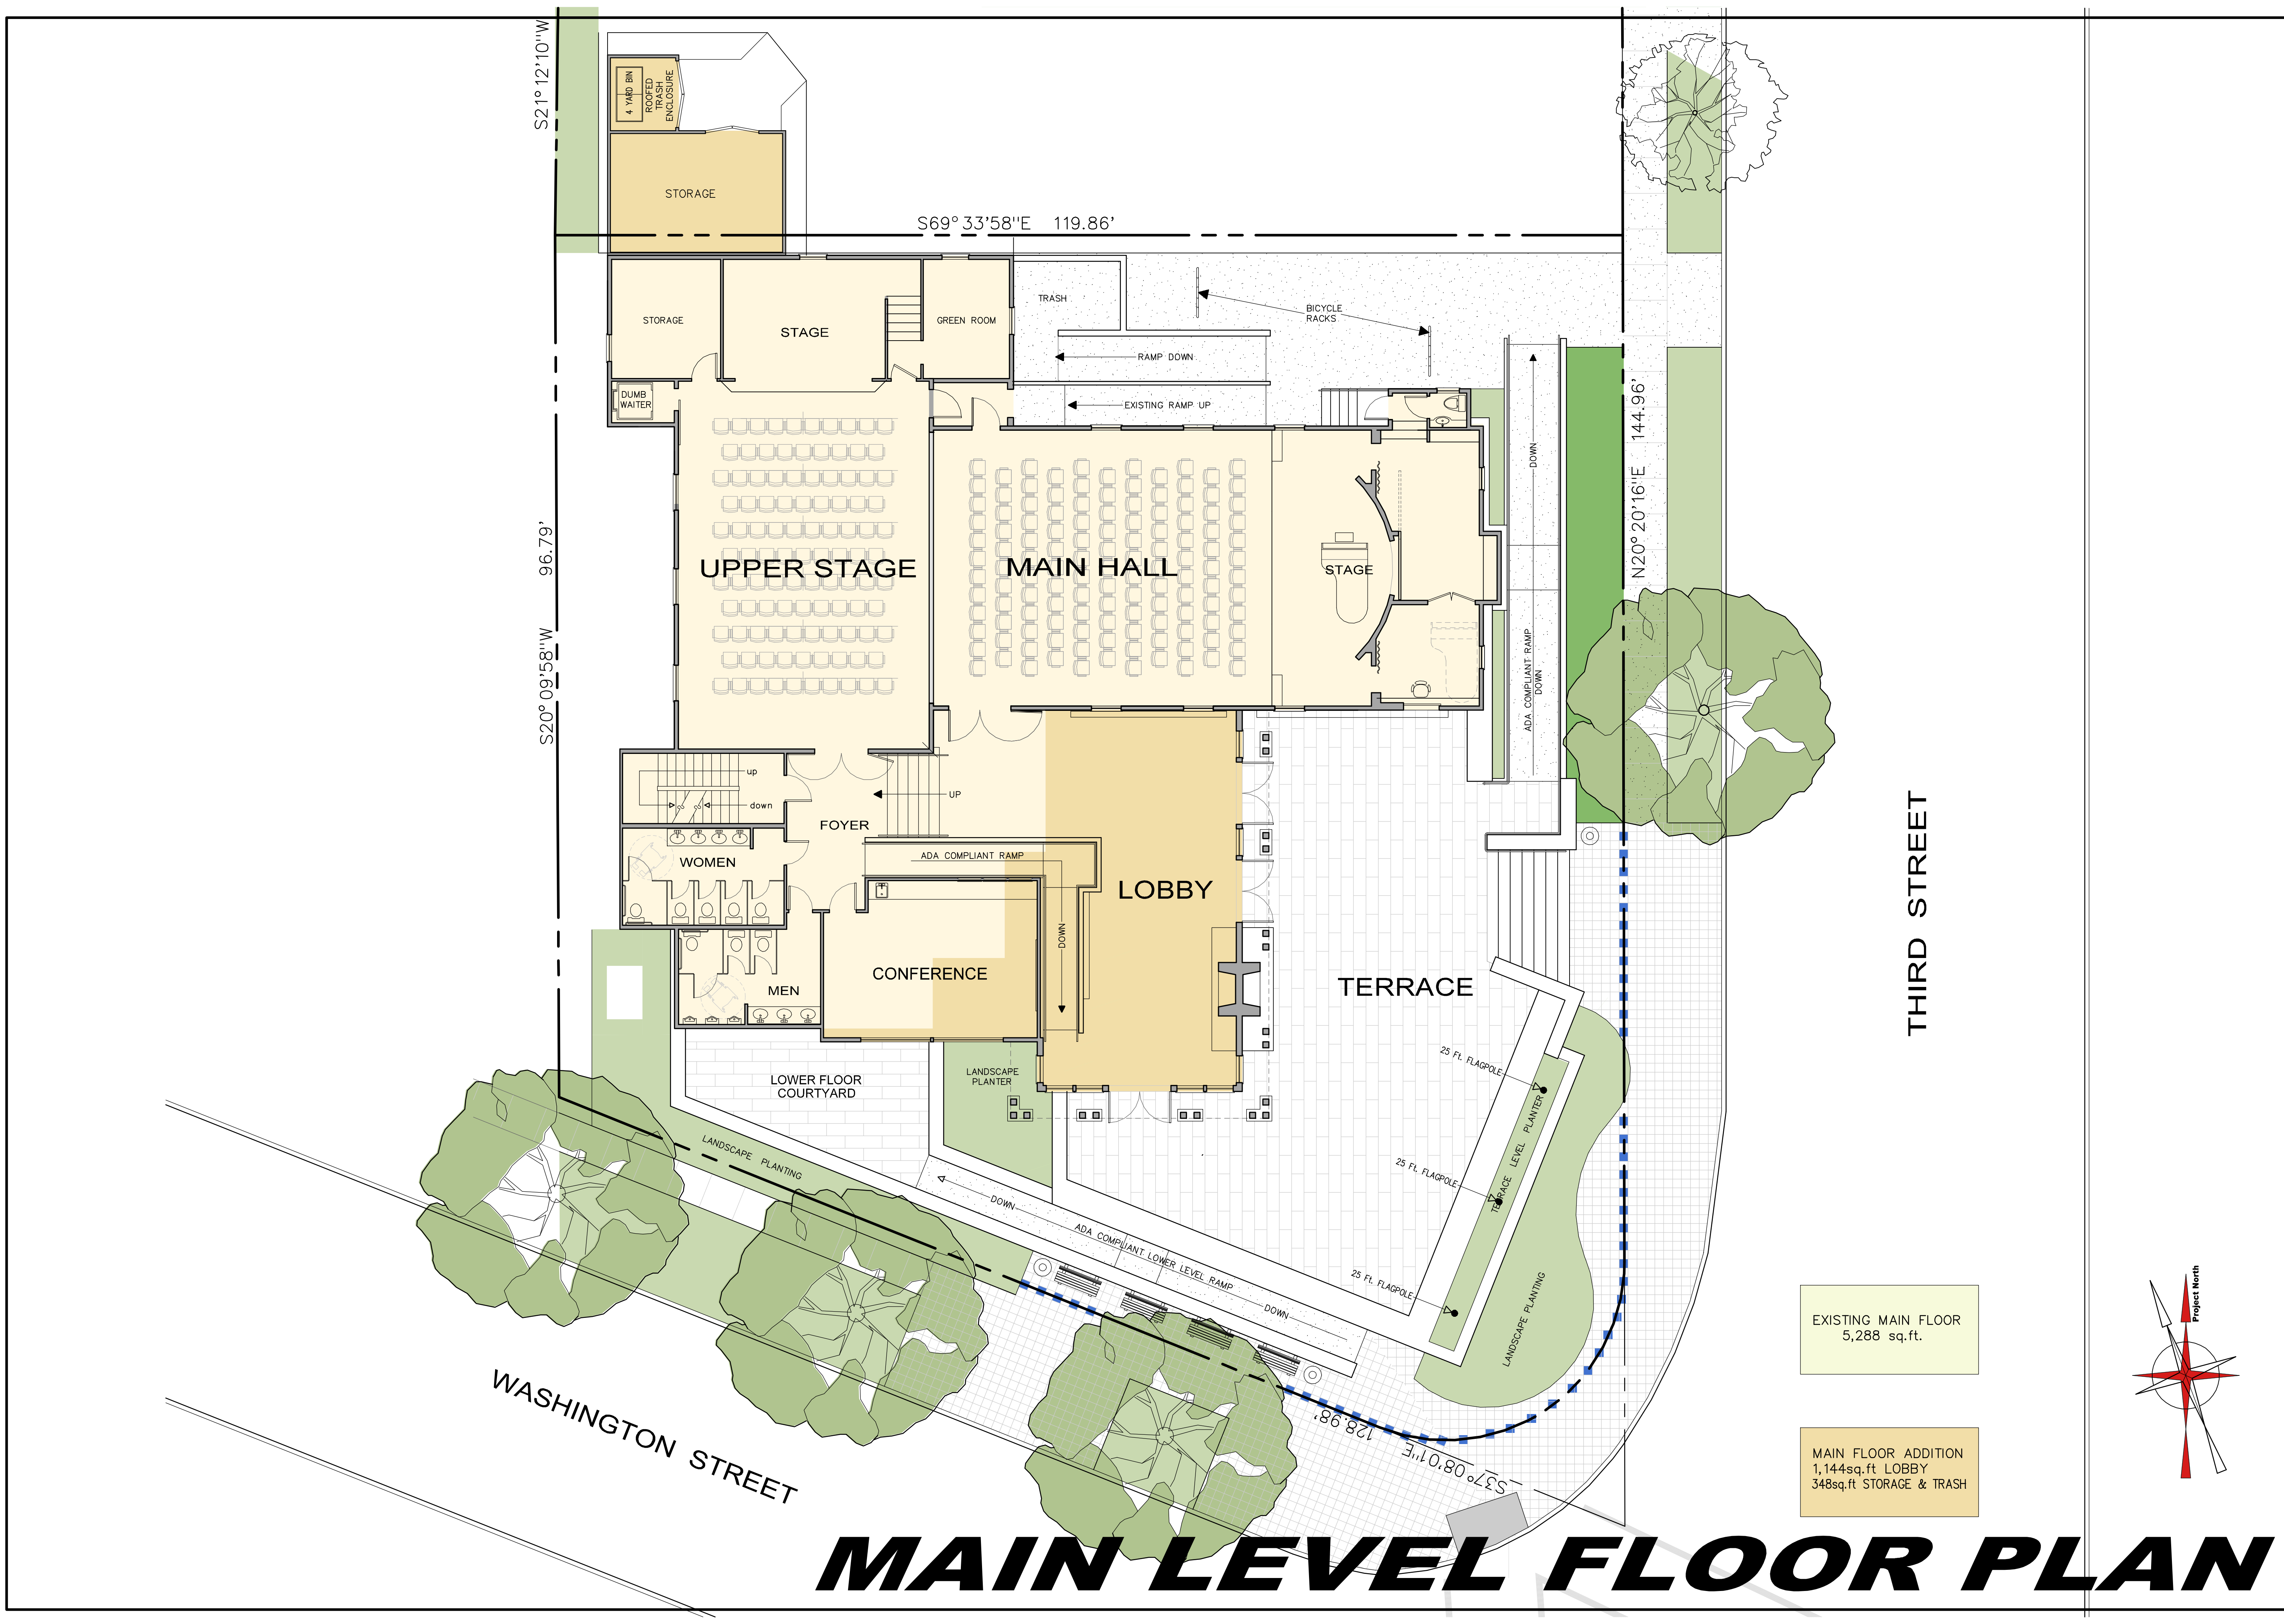 S21° 12'10"W
4 YARD BIN
ROOFED
TRASH
ENCLOSURE
STORAGE
S69° 33'58"E 119.86'
STORAGE
STAGE
GREEN ROOM
TRASH
BICYCLE
RACKS
RAMP DOWN
EXISTING RAMP UP
DUMB
WAITER
DOWN
N20° 20'16"E 144.96'
S20° 09'58"W 96.79'
UPPER STAGE
MAIN HALL
STAGE
ADA COMPLIANT RAMP
DOWN
up
down
UP
FOYER
WOMEN
ADA COMPLIANT RAMP
LOBBY
DOWN
CONFERENCE
MEN
TERRACE
THIRD STREET
25 Ft. FLAGPOLE
LOWER FLOOR
COURTYARD
LANDSCAPE
PLANTER
LANDSCAPE PLANTING
25 Ft. FLAGPOLE
TERRACE LEVEL PLANTER
DOWN
ADA COMPLIANT LOWER LEVEL RAMP
DOWN
25 Ft. FLAGPOLE
LANDSCAPE PLANTING
WASHINGTON STREET
S37° 08'01"E 128.98'
Project North
EXISTING MAIN FLOOR
5,288 sq.ft.
MAIN FLOOR ADDITION
1,144sq.ft LOBBY
348sq.ft STORAGE & TRASH
MAIN LEVEL FLOOR PLAN